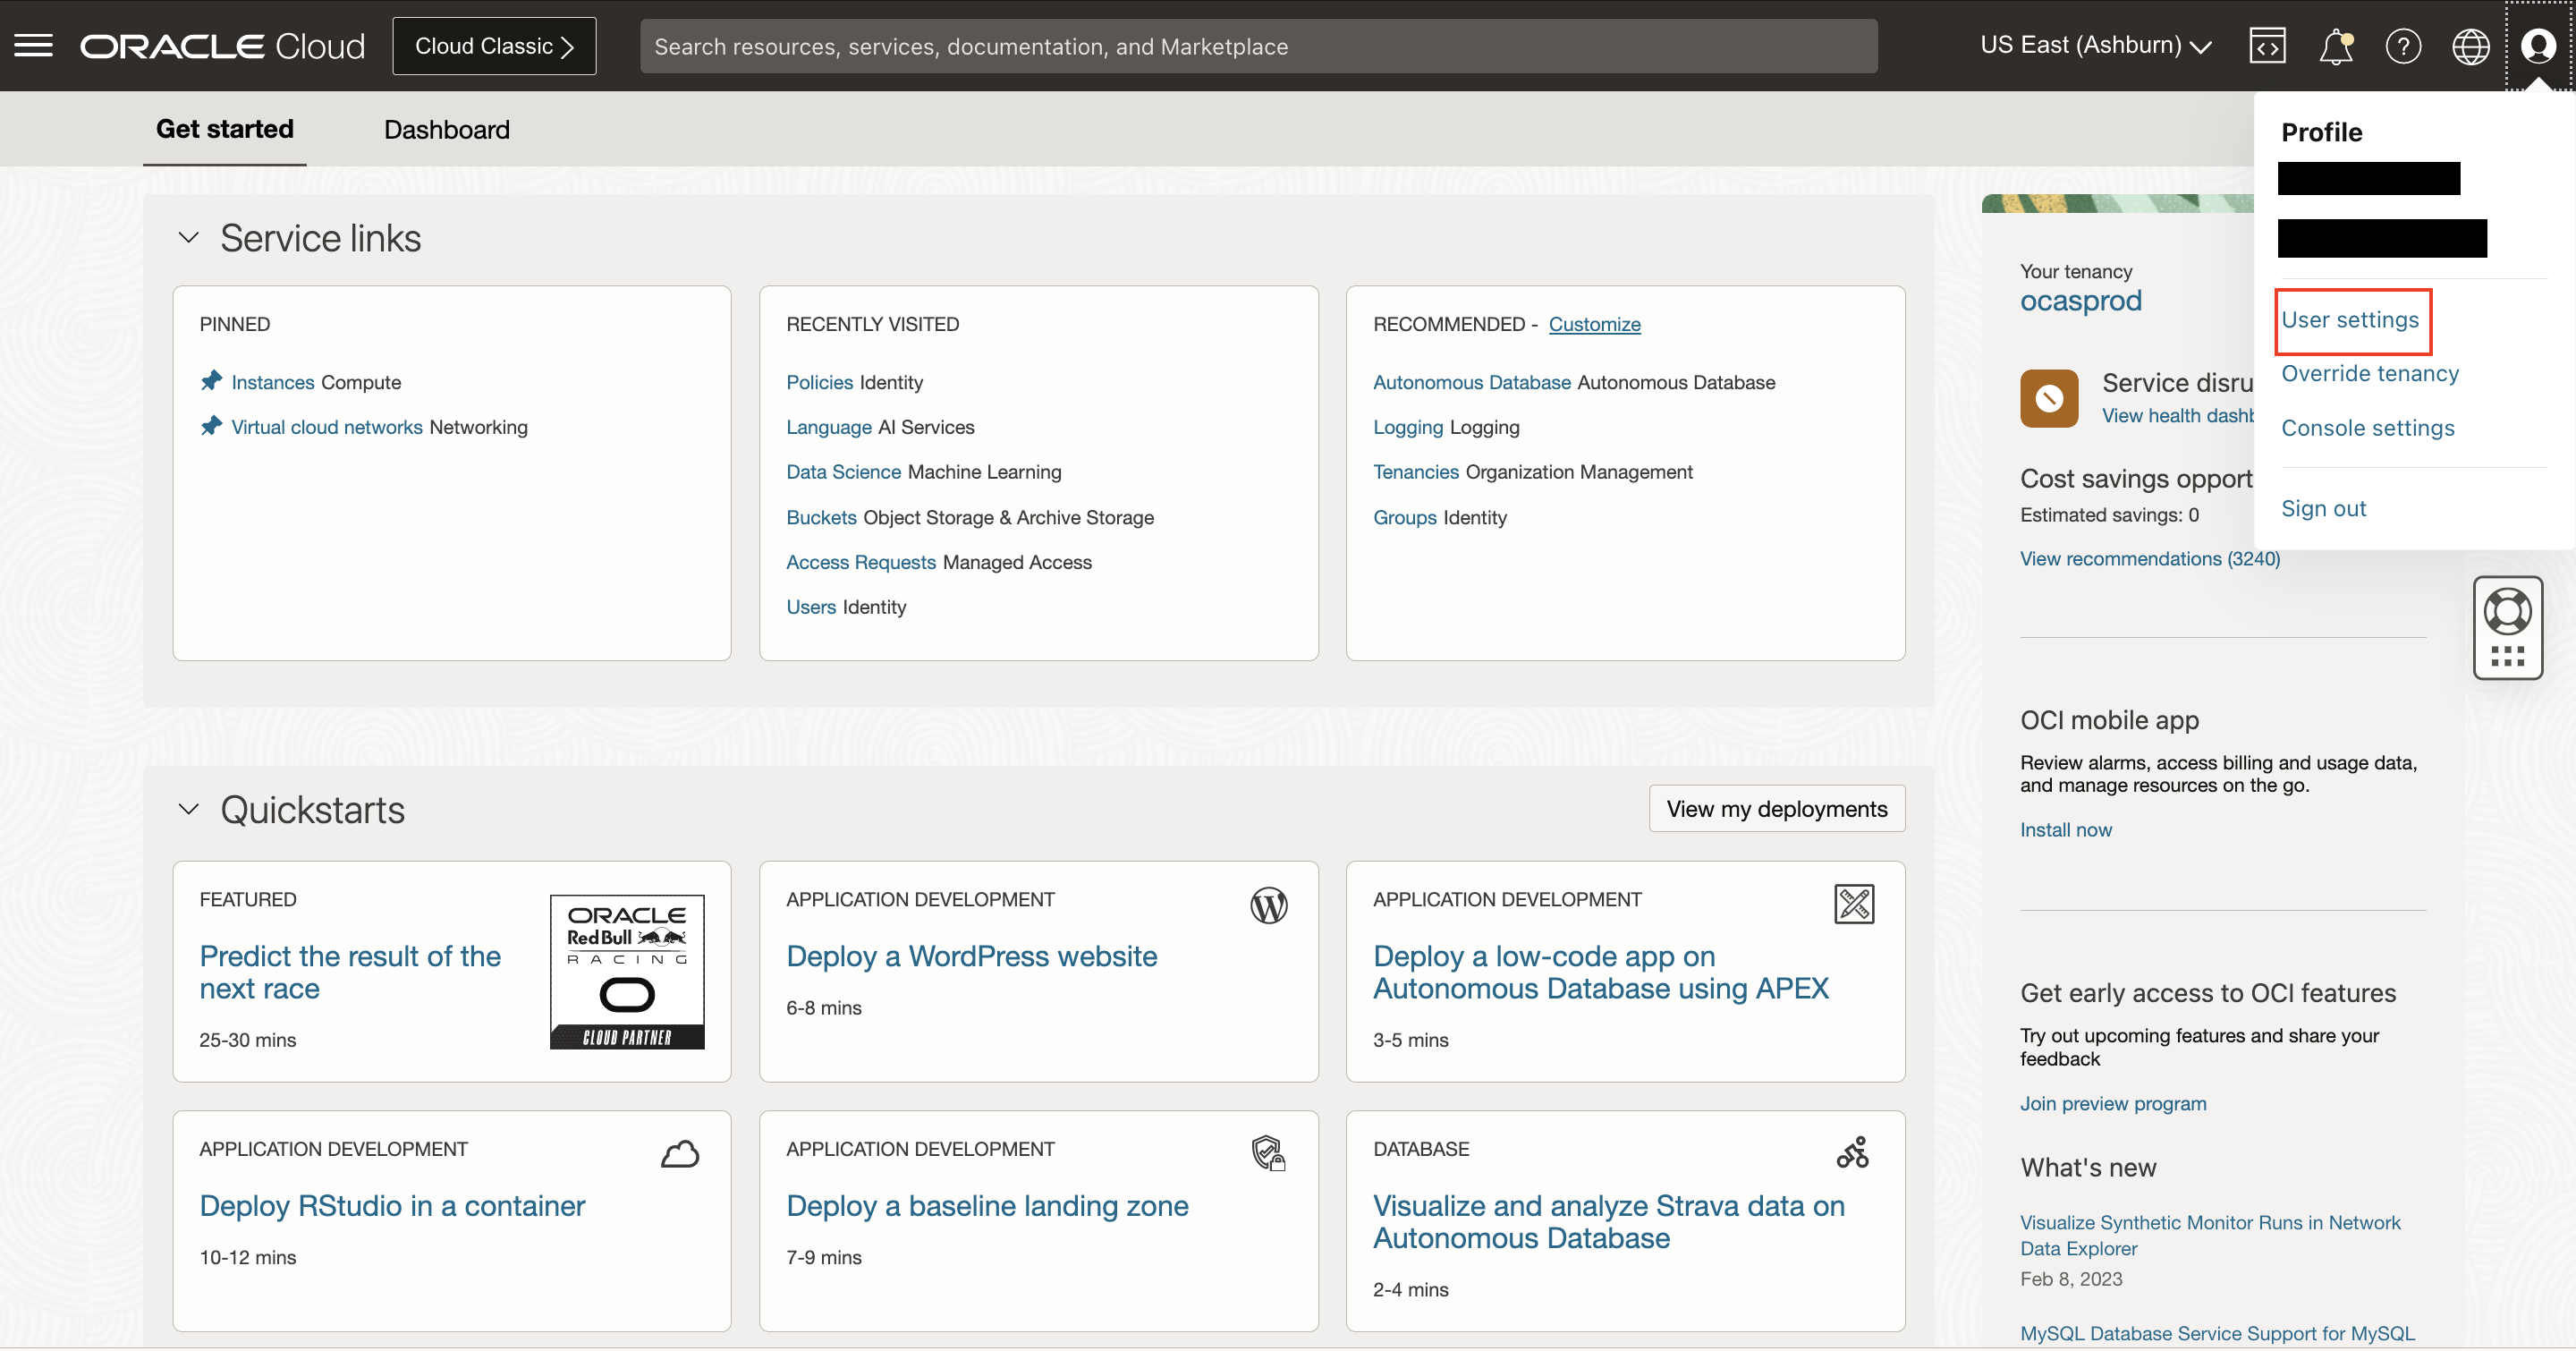 ORACLE Cloud
Cloud Classic
Search resources, services, documentation, and Marketplace
US East (Ashburn)
Get started
Dashboard
Profile
User settings
Override tenancy
Console settings
Sign out
Service links
PINNED
Instances Compute
Virtual cloud networks Networking
RECENTLY VISITED
Policies Identity
Language AI Services
Data Science Machine Learning
Buckets Object Storage & Archive Storage
Access Requests Managed Access
Users Identity
RECOMMENDED - Customize
Autonomous Database Autonomous Database
Logging Logging
Tenancies Organization Management
Groups Identity
Your tenancy
ocasprod
Service disru
View health dashb
Cost savings opport
Estimated savings: 0
View recommendations (3240)
OCI mobile app
Review alarms, access billing and usage data,
and manage resources on the go.
Install now
Get early access to OCI features
Try out upcoming features and share your
feedback
Join preview program
What's new
Visualize Synthetic Monitor Runs in Network
Data Explorer
Feb 8, 2023
MySQL Database Service Support for MySQL
Quickstarts
View my deployments
FEATURED
Predict the result of the
next race
25-30 mins
ORACLE
Red Bull
RACING
CLOUD PARTNER
APPLICATION DEVELOPMENT
Deploy a WordPress website
6-8 mins
APPLICATION DEVELOPMENT
Deploy a low-code app on
Autonomous Database using APEX
3-5 mins
APPLICATION DEVELOPMENT
Deploy RStudio in a container
10-12 mins
APPLICATION DEVELOPMENT
Deploy a baseline landing zone
7-9 mins
DATABASE
Visualize and analyze Strava data on
Autonomous Database
2-4 mins